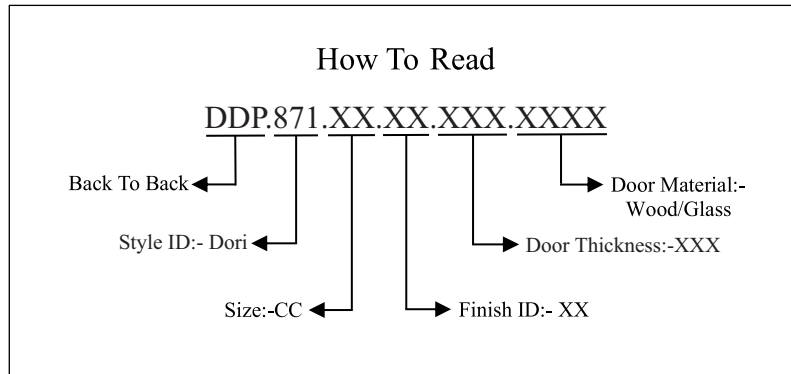 How To Read
DDP.871.XX.XX.XXX.XXXX
Back To Back
Door Material:-
Wood/Glass
Style ID:- Dori
Door Thickness:-XXX
Size:-CC
Finish ID:- XX